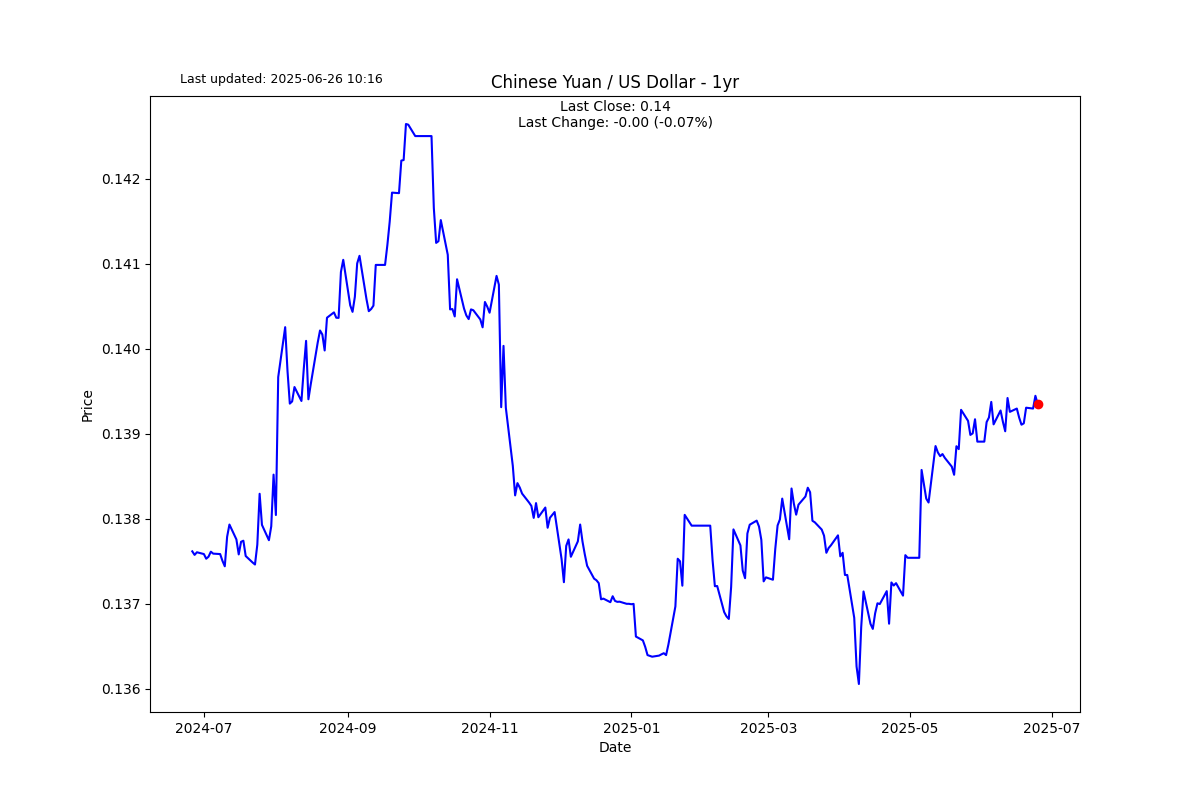 Last updated: 2025-06-26 10:16
Chinese Yuan / US Dollar - 1yr
Last Close: 0.14
Last Change: -0.00 (-0.07%)
Price
0.142
0.141
0.140
0.139
0.138
0.137
0.136
2024-07
2024-09
2024-11
2025-01
2025-03
2025-05
2025-07
Date